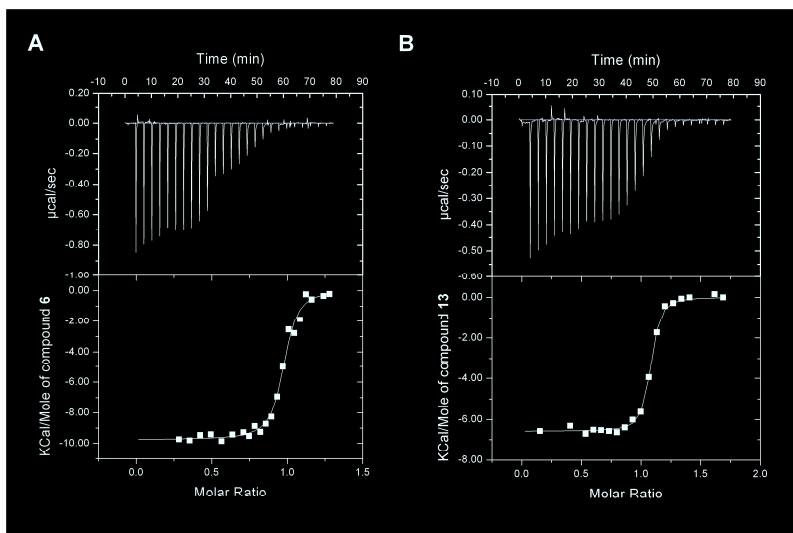 A
Time (min)
-10 0 10 20 30 40 50 60 70 80 90
0.20
0.00
-0.20
-0.40
-0.60
-0.80
-1.00
µcal/sec
0.00
-2.00
-4.00
-6.00
-8.00
-10.00
KCal/Mole of compound 6
0.0 0.5 1.0 1.5
Molar Ratio
B
Time (min)
-10 0 10 20 30 40 50 60 70 80 90
0.10
0.00
-0.10
-0.20
-0.30
-0.40
-0.50
-0.60
µcal/sec
0.00
-2.00
-4.00
-6.00
-8.00
KCal/Mole of compound 13
0.0 0.5 1.0 1.5 2.0
Molar Ratio